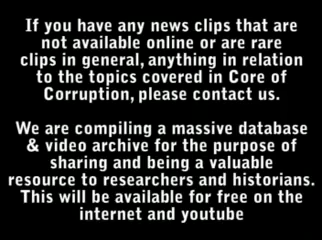 If you have any news clips that are
not available online or are rare
clips in general, anything in relation
to the topics covered in Core of
Corruption, please contact us.
We are compiling a massive database
& video archive for the purpose of
sharing and being a valuable
resource to researchers and historians.
This will be available for free on the
internet and youtube